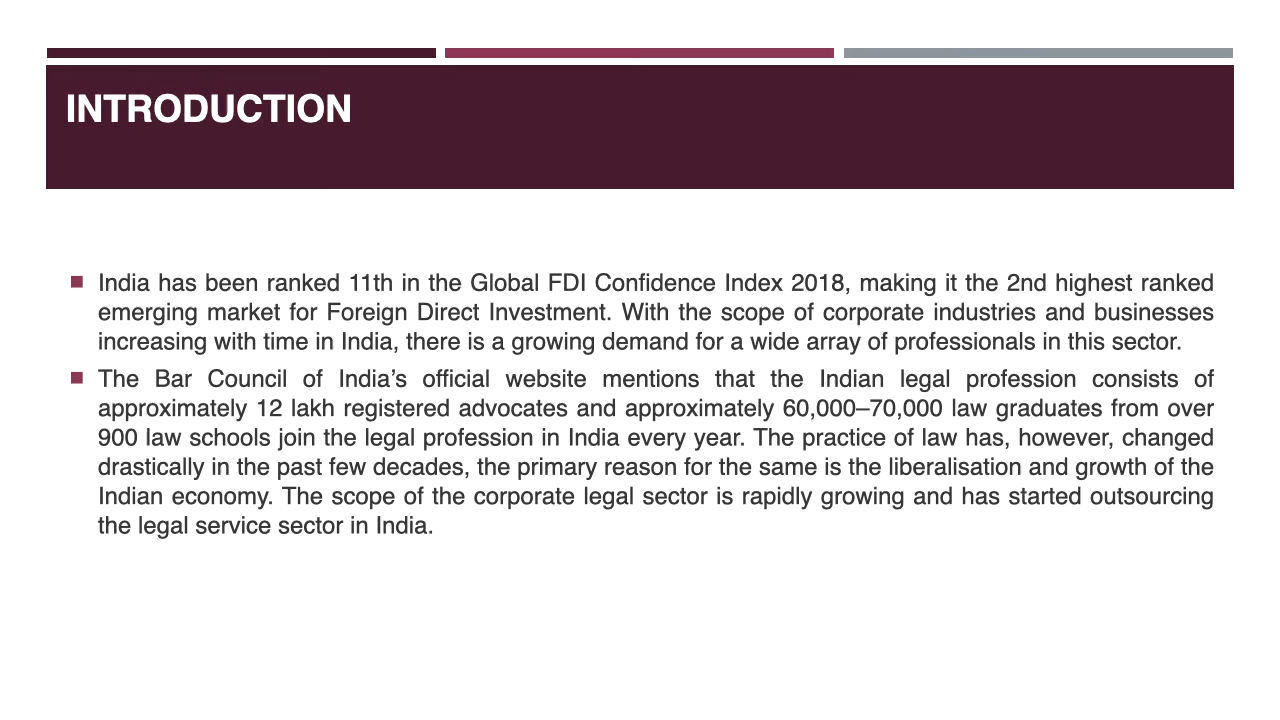 INTRODUCTION
India has been ranked 11th in the Global FDI Confidence Index 2018, making it the 2nd highest ranked
emerging market for Foreign Direct Investment. With the scope of corporate industries and businesses
increasing with time in India, there is a growing demand for a wide array of professionals in this sector.
The Bar Council of India’s official website mentions that the Indian legal profession consists of
approximately 12 lakh registered advocates and approximately 60,000–70,000 law graduates from over
900 law schools join the legal profession in India every year. The practice of law has, however, changed
drastically in the past few decades, the primary reason for the same is the liberalisation and growth of the
Indian economy. The scope of the corporate legal sector is rapidly growing and has started outsourcing
the legal service sector in India.